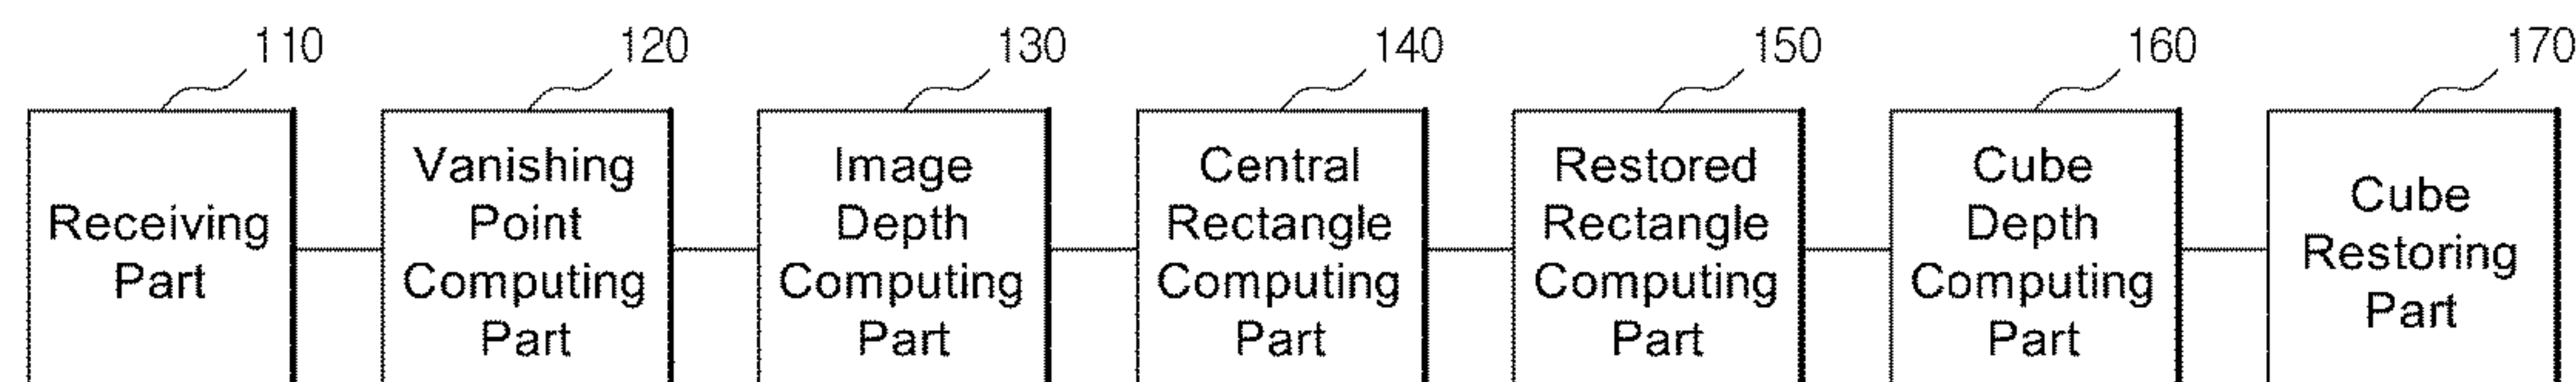 110
120
130
140
150
160
170
Receiving
Part
Vanishing
Point
Computing
Part
Image
Depth
Computing
Part
Central
Rectangle
Computing
Part
Restored
Rectangle
Computing
Part
Cube
Depth
Computing
Part
Cube
Restoring
Part